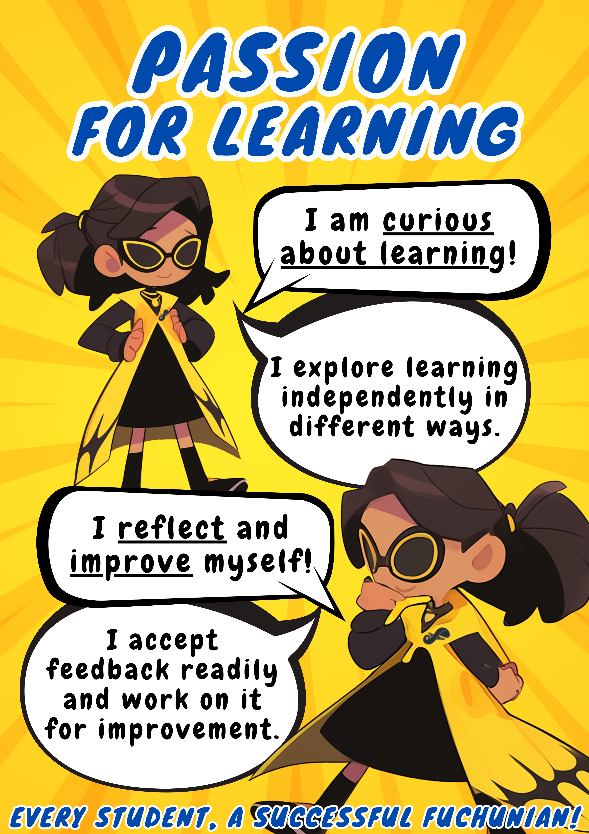 PASSION
FOR LEARNING
I am curious
about learning!
I explore learning
independently in
different ways.
I reflect and
improve myself!
I accept
feedback readily
and work on it
for improvement.
EVERY STUDENT, A SUCCESSFUL FUCHUNIAN!